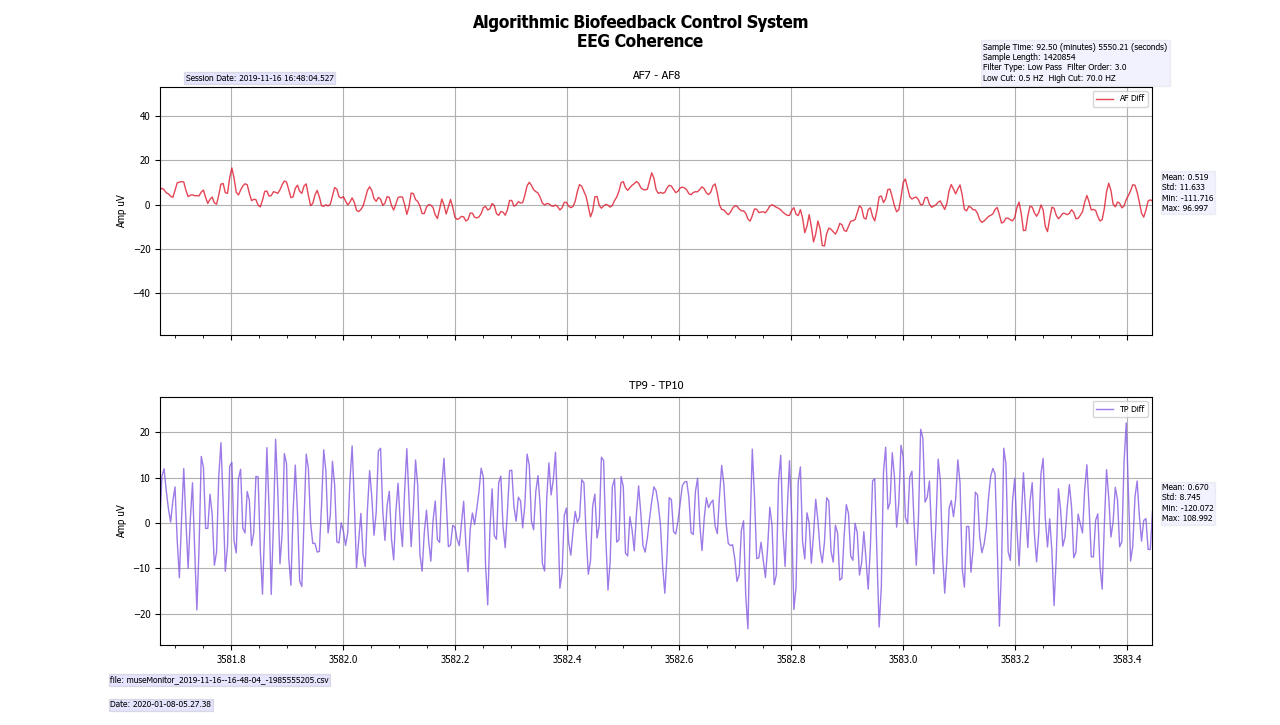 Algorithmic Biofeedback Control System
EEG Coherence
Sample Time: 92.50 (minutes) 5550.21 (seconds)
Sample Length: 1420854
Filter Type: Low Pass  Filter Order: 3.0
Low Cut: 0.5 HZ  High Cut: 70.0 HZ
Session Date: 2019-11-16 16:48:04.527
AF7 - AF8
AF Diff
40
20
0
−20
−40
Amp uV
Mean: 0.519
Std: 11.633
Min: -111.716
Max: 96.997
TP9 - TP10
TP Diff
20
10
0
−10
−20
Amp uV
Mean: 0.670
Std: 8.745
Min: -120.072
Max: 108.992
3581.8 3582.0 3582.2 3582.4 3582.6 3582.8 3583.0 3583.2 3583.4
file: museMonitor_2019-11-16--16-48-04_-1985555205.csv
Date: 2020-01-08-05.27.38